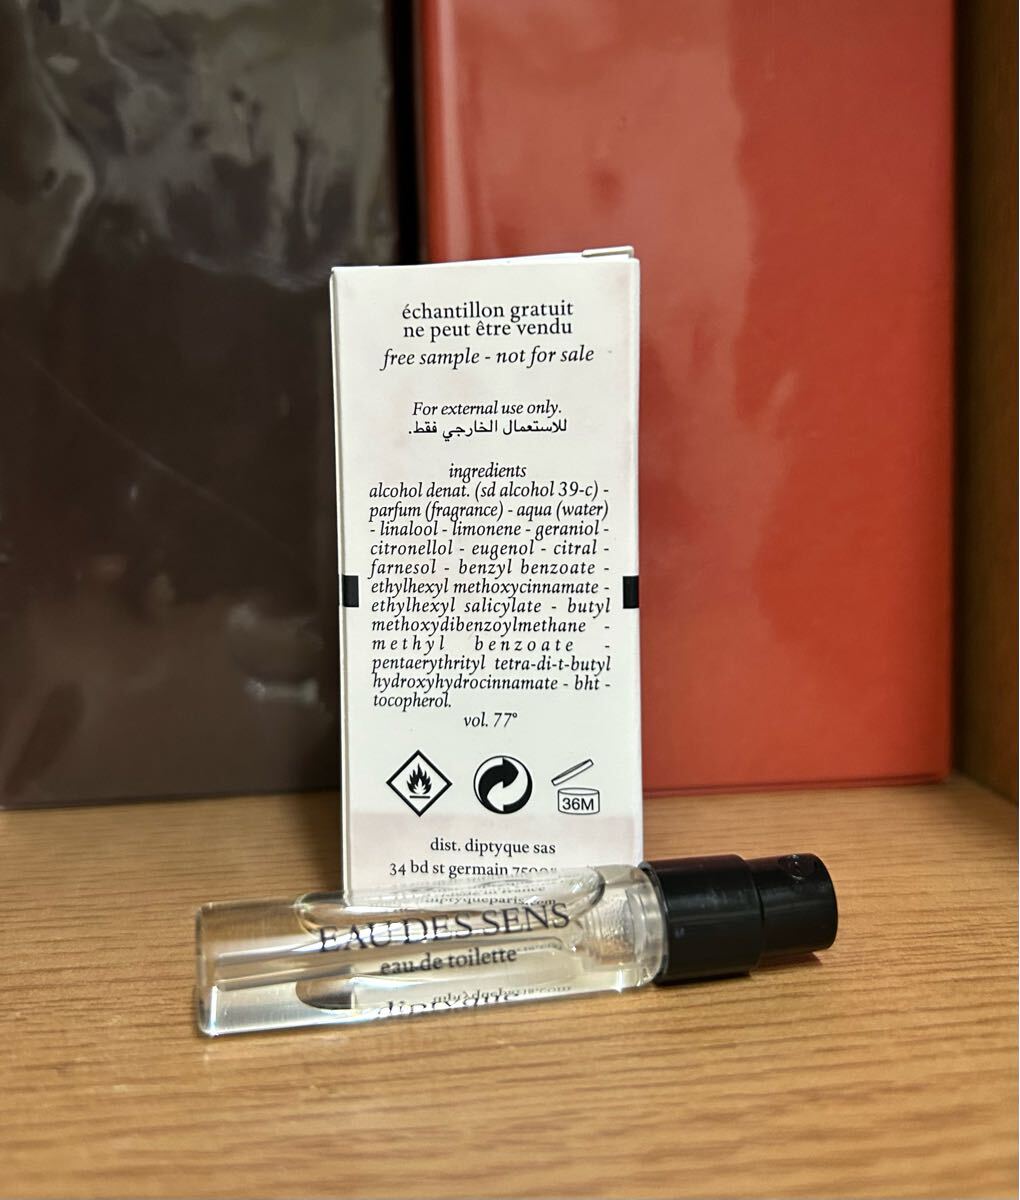 échantillon gratuit
ne peut être vendu
free sample - not for sale
For external use only.
للاستعمال الخارجي فقط.
ingredients
alcohol denat. (sd alcohol 39-c) -
parfum (fragrance) - aqua (water)
- linalool - limonene - geraniol -
citronellol - eugenol - citral -
farnesol - benzyl benzoate -
ethylhexyl methoxycinnamate -
ethylhexyl salicylate - butyl
methoxydibenzoylmethane -
methyl benzoate -
pentaerythrityl tetra-di-t-butyl
hydroxyhydrocinnamate - bht -
tocopherol.
vol. 77°
36M
dist. diptyque sas
34 bd st germain
EAU DES SENS
eau de toilette
diptyque